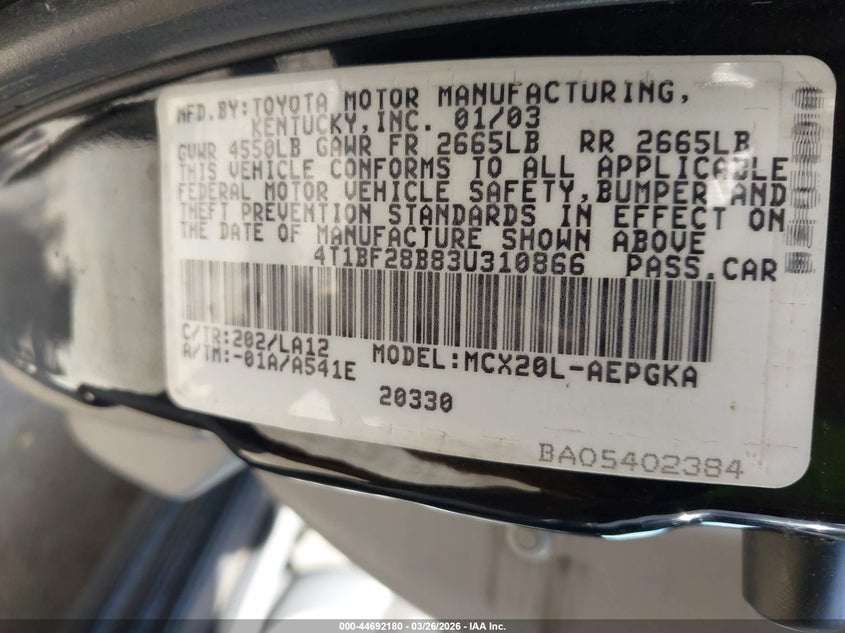 MFD.BY:TOYOTA MOTOR MANUFACTURING,
KENTUCKY,INC. 01/03
GVWR 4550LB GAWR FR 2665LB RR 2665LB
THIS VEHICLE CONFORMS TO ALL APPLICABLE
FEDERAL MOTOR VEHICLE SAFETY,BUMPER AND
THEFT PREVENTION STANDARDS IN EFFECT ON
THE DATE OF MANUFACTURE SHOWN ABOVE
4T1BF28B83U310866 PASS.CAR
C/TR:202/LA12
A/TM:-01A/A541E
MODEL:MCX20L-AEPGKA
20330
BA05402384
000-44692180 | 03/26/2026 | IAA Inc.